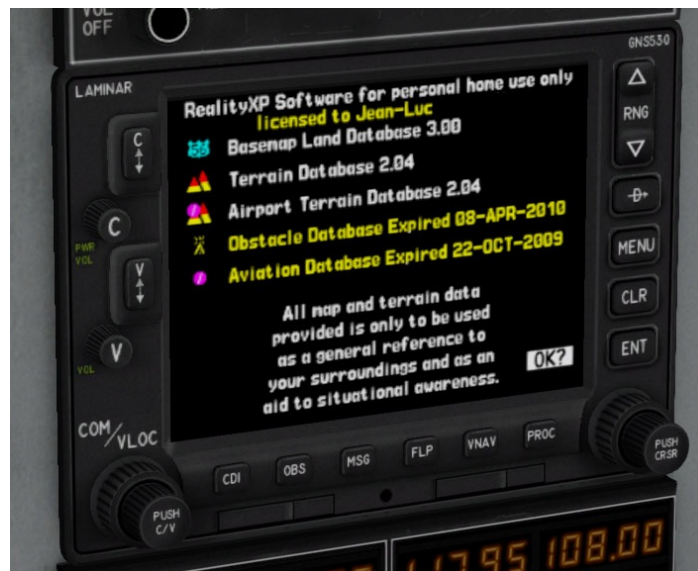 VOL
OFF
GNS530
LAMINAR
RealityXP Software for personal home use only
licensed to Jean-Luc
56 Basemap Land Database 3.00
Terrain Database 2.04
Airport Terrain Database 2.04
Obstacle Database Expired 08-APR-2010
Aviation Database Expired 22-OCT-2009
All map and terrain data
provided is only to be used
as a general reference to
your surroundings and as an
aid to situational awareness.
OK?
C
C
PWR
VOL
V
V
VOL
COM/VLOC
PUSH
C/V
RNG
D
MENU
CLR
ENT
PUSH
CRSR
CDI
OBS
MSG
FLP
VNAV
PROC
108.00